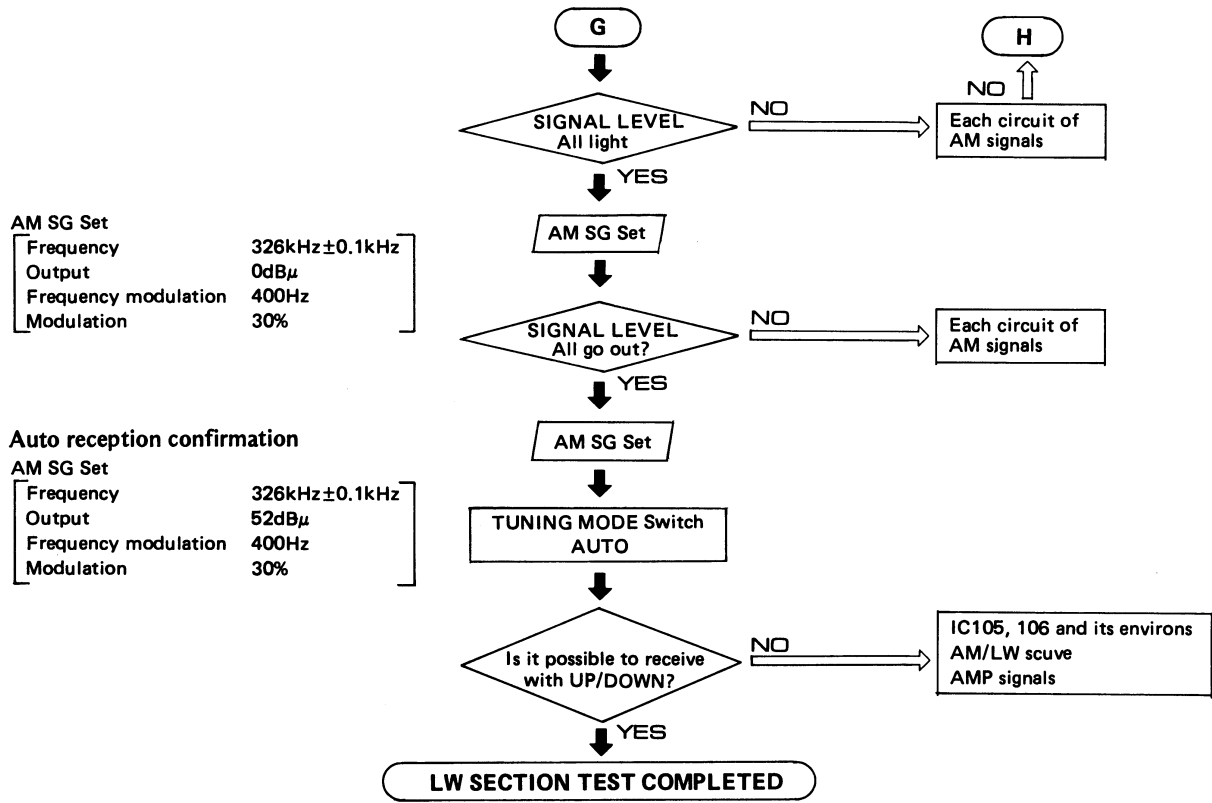 G
H
NO
SIGNAL LEVEL
All light
NO
Each circuit of
AM signals
YES
AM SG Set
AM SG Set
Frequency 326kHz±0.1kHz
Output 0dBμ
Frequency modulation 400Hz
Modulation 30%
SIGNAL LEVEL
All go out?
NO
Each circuit of
AM signals
YES
Auto reception confirmation
AM SG Set
AM SG Set
Frequency 326kHz±0.1kHz
Output 52dBμ
Frequency modulation 400Hz
Modulation 30%
TUNING MODE Switch
AUTO
Is it possible to receive
with UP/DOWN?
NO
IC105, 106 and its environs
AM/LW scuve
AMP signals
YES
LW SECTION TEST COMPLETED